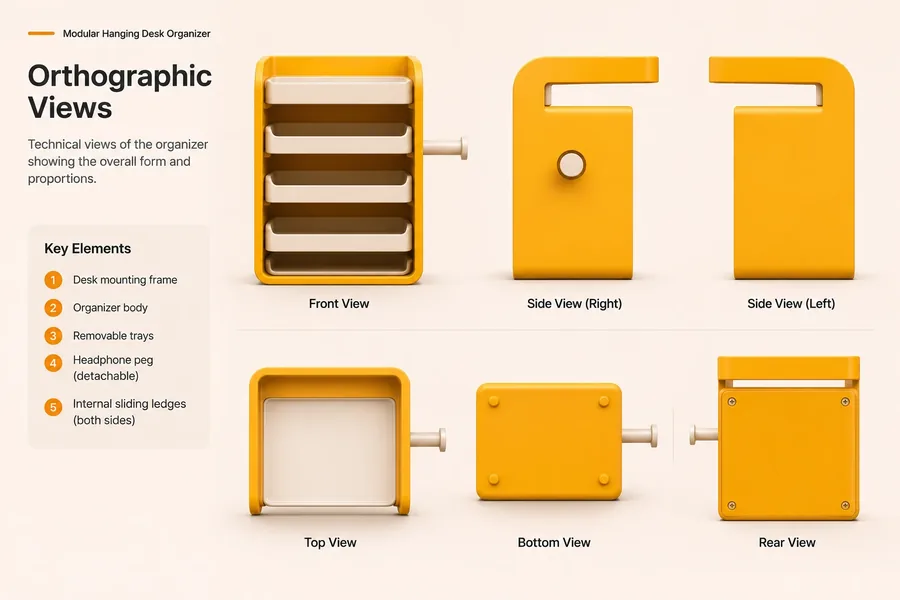 Modular Hanging Desk Organizer
Orthographic
Views
Technical views of the organizer
showing the overall form and
proportions.
Key Elements
1 Desk mounting frame
2 Organizer body
3 Removable trays
4 Headphone peg
(detachable)
5 Internal sliding ledges
(both sides)
Front View
Side View (Right)
Side View (Left)
Top View
Bottom View
Rear View